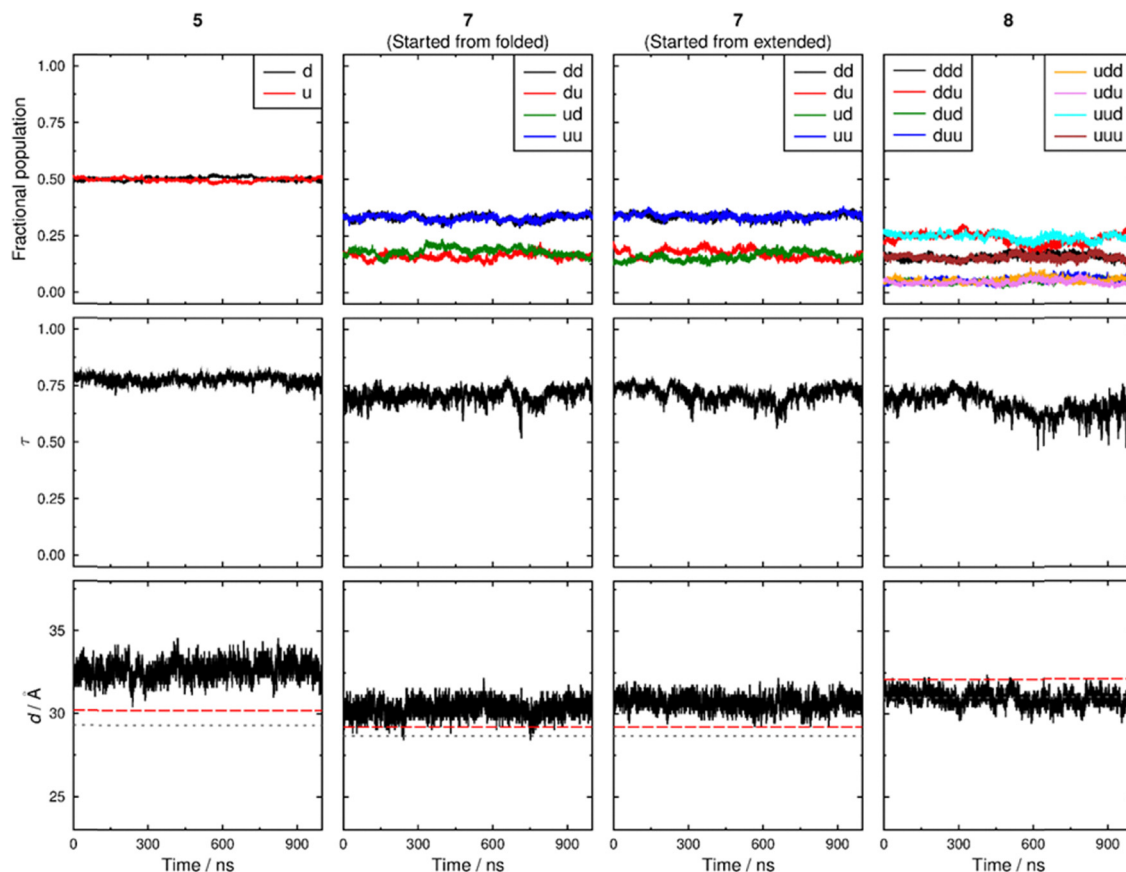 5
7
(Started from folded)
7
(Started from extended)
8
Fractional population
1.00
0.75
0.50
0.25
0.00
d
u
dd
du
ud
uu
dd
du
ud
uu
ddd
ddu
dud
duu
udd
udu
uud
uuu
τ
1.00
0.75
0.50
0.25
0.00
d / Å
35
30
25
0 300 600 900
0 300 600 900
0 300 600 900
0 300 600 900
Time / ns
Time / ns
Time / ns
Time / ns